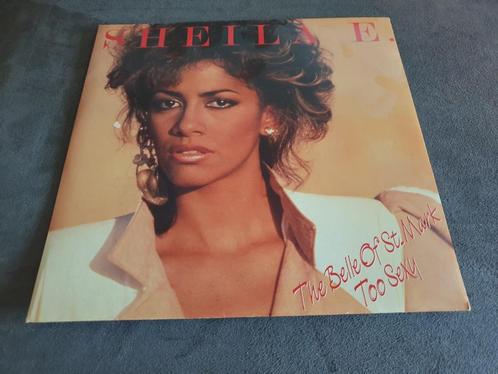 SHEILA E.
The Belle Of St. Mark
Too Sexy